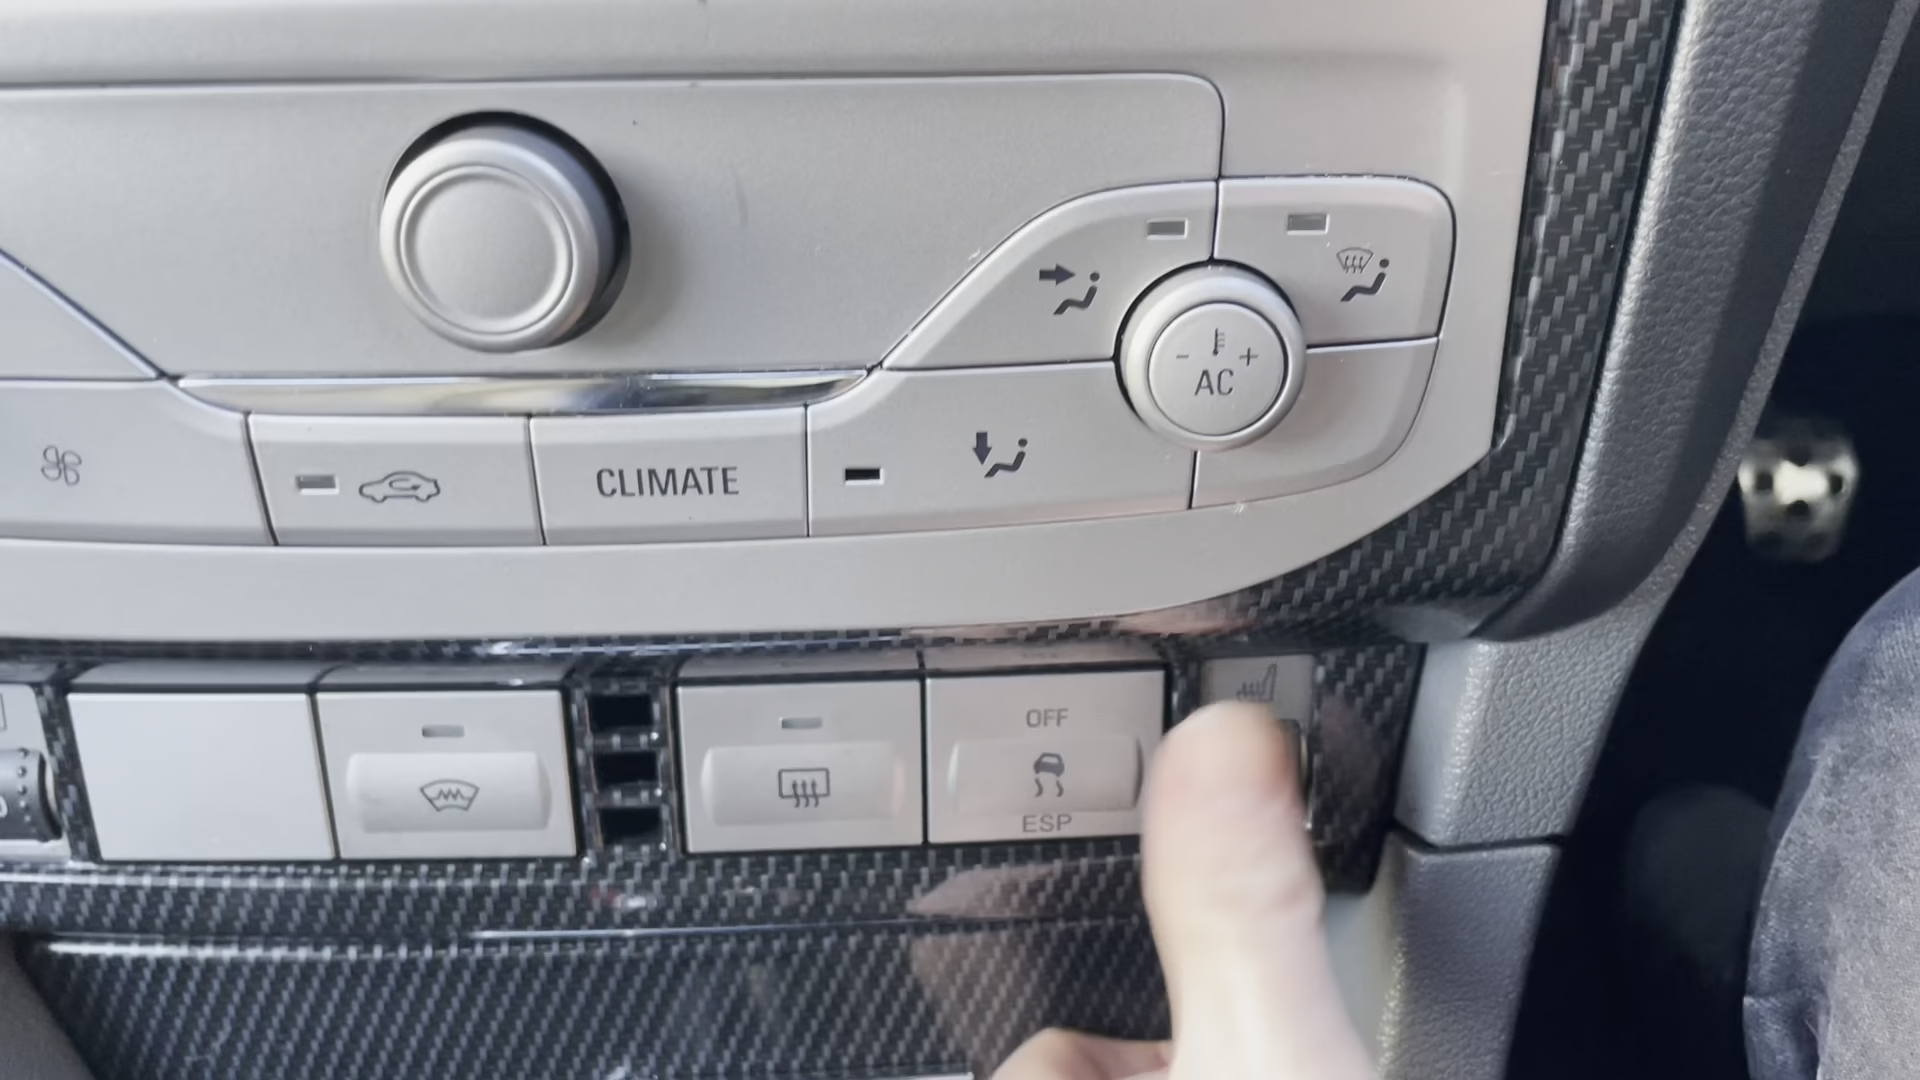 - +
AC
CLIMATE
OFF
ESP